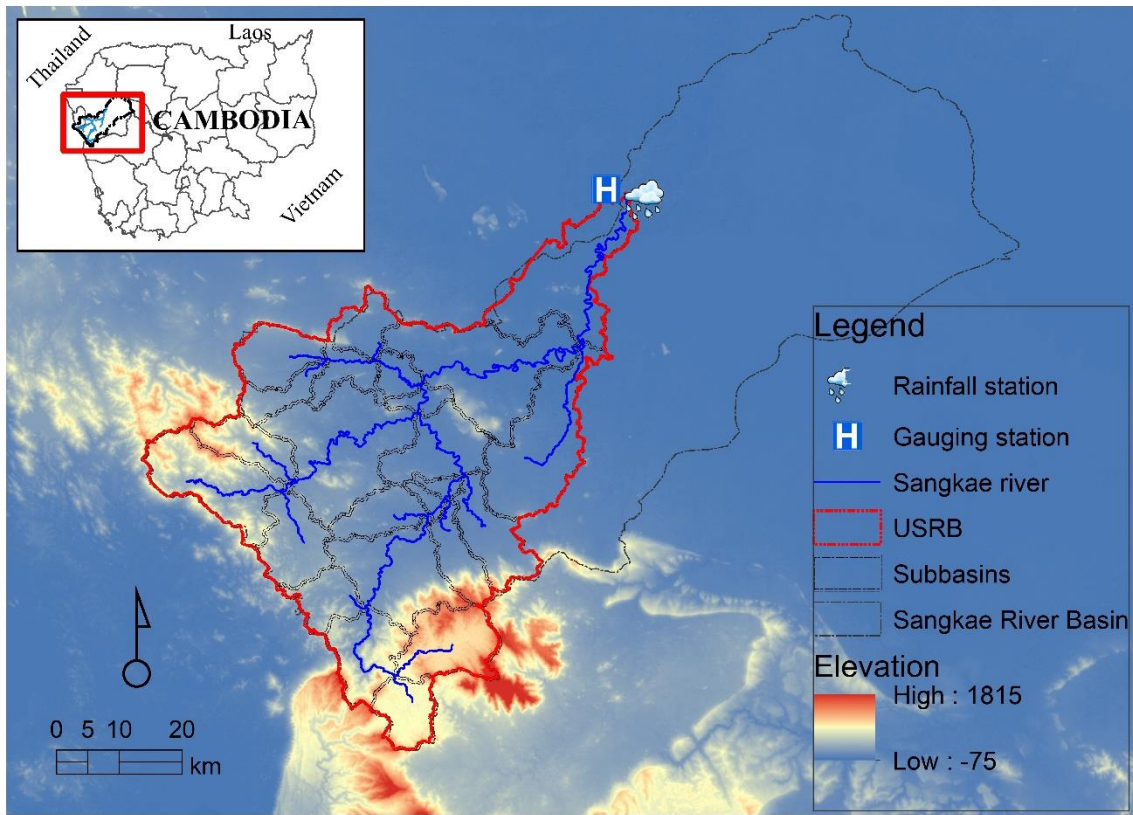 Thailand
Laos
CAMBODIA
Vietnam
H
Legend
Rainfall station
H
Gauging station
Sangkae river
USRB
Subbasins
Sangkae River Basin
Elevation
High : 1815
Low : -75
0 5 10 20
km